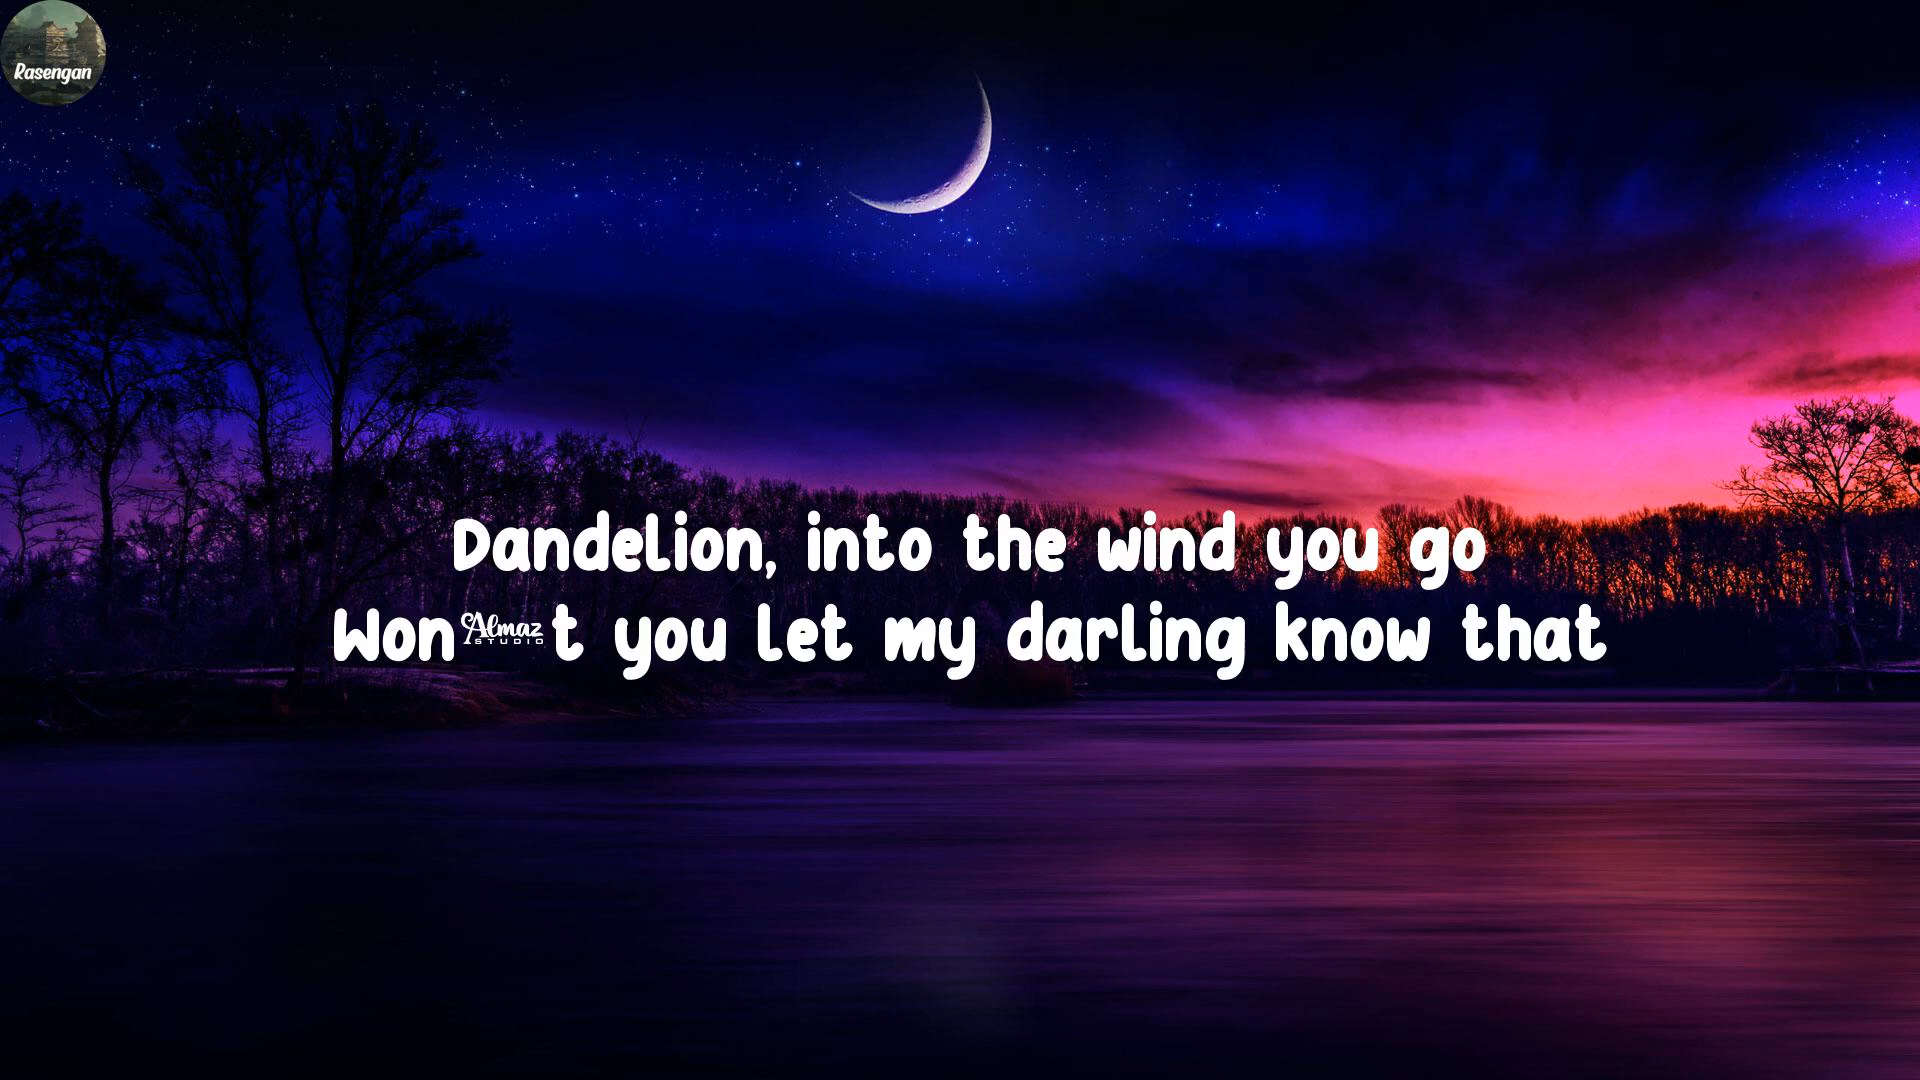 Rasengan
Dandelion, into the wind you go
Won Almaz STUDIO t you let my darling know that